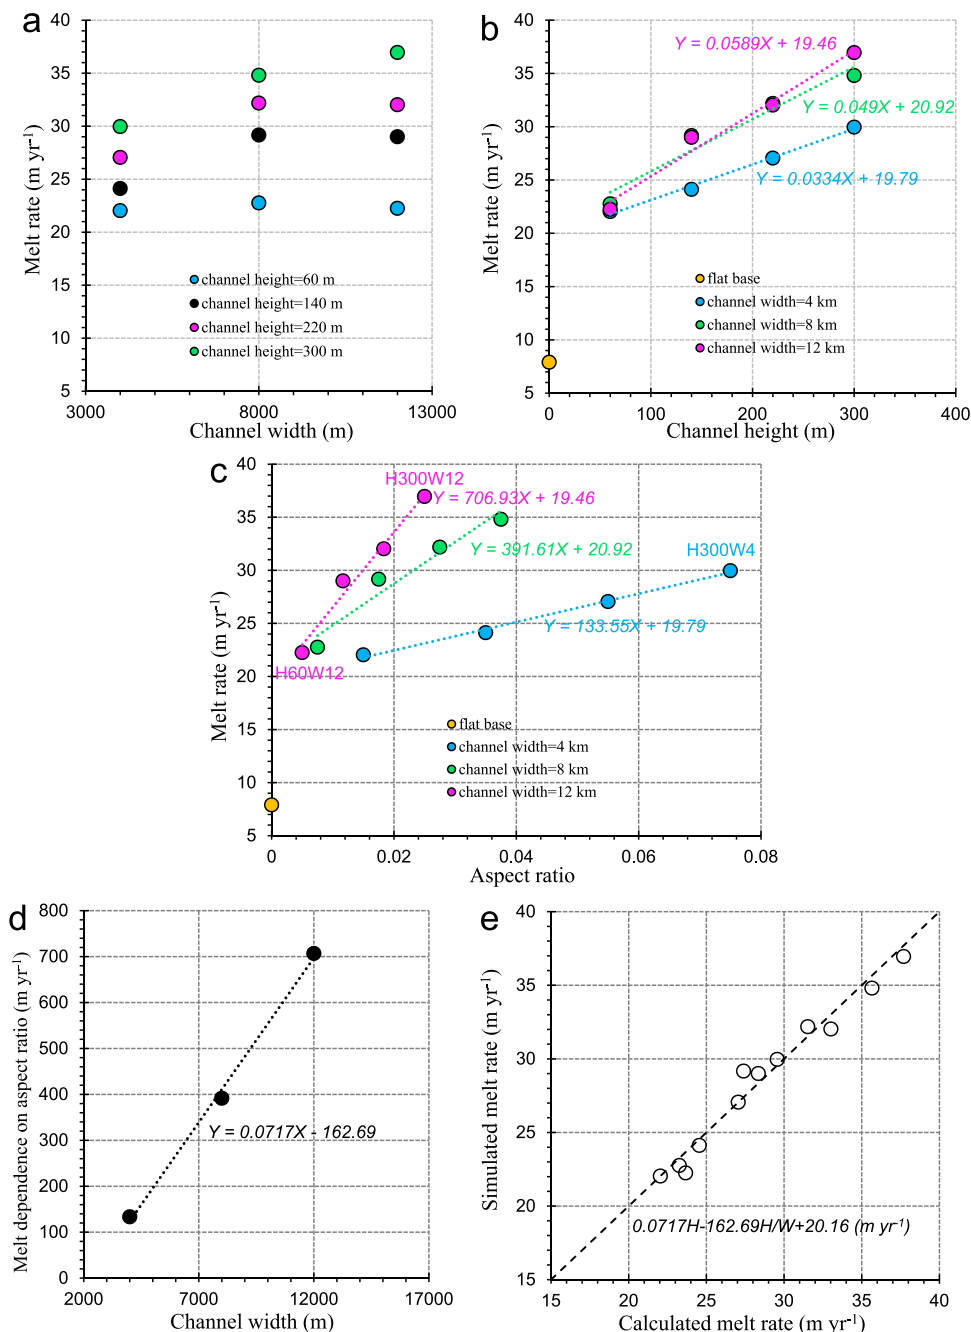 a
40
35
30
25
20
15
10
5
3000
8000
13000
Melt rate (m yr⁻¹)
Channel width (m)
channel height=60 m
channel height=140 m
channel height=220 m
channel height=300 m
b
40
35
30
25
20
15
10
5
0
100
200
300
400
Melt rate (m yr⁻¹)
Channel height (m)
Y = 0.0589X + 19.46
Y = 0.049X + 20.92
Y = 0.0334X + 19.79
flat base
channel width=4 km
channel width=8 km
channel width=12 km
c
40
35
30
25
20
15
10
5
0
0.02
0.04
0.06
0.08
Melt rate (m yr⁻¹)
Aspect ratio
H300W12
Y = 706.93X + 19.46
Y = 391.61X + 20.92
H300W4
Y = 133.55X + 19.79
H60W12
flat base
channel width=4 km
channel width=8 km
channel width=12 km
d
800
700
600
500
400
300
200
100
0
2000
7000
12000
17000
Melt dependence on aspect ratio (m yr⁻¹)
Channel width (m)
Y = 0.0717X - 162.69
e
40
35
30
25
20
15
15
20
25
30
35
40
Simulated melt rate (m yr⁻¹)
Calculated melt rate (m yr⁻¹)
0.0717H-162.69H/W+20.16 (m yr⁻¹)